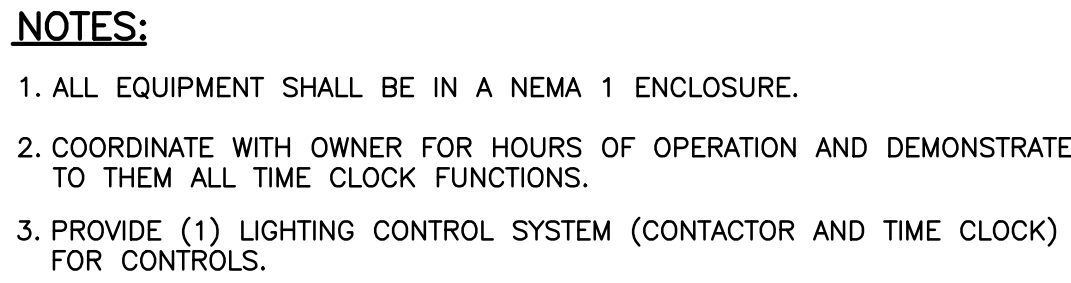 NOTES:
1. ALL EQUIPMENT SHALL BE IN A NEMA 1 ENCLOSURE.
2. COORDINATE WITH OWNER FOR HOURS OF OPERATION AND DEMONSTRATE
TO THEM ALL TIME CLOCK FUNCTIONS.
3. PROVIDE (1) LIGHTING CONTROL SYSTEM (CONTACTOR AND TIME CLOCK)
FOR CONTROLS.